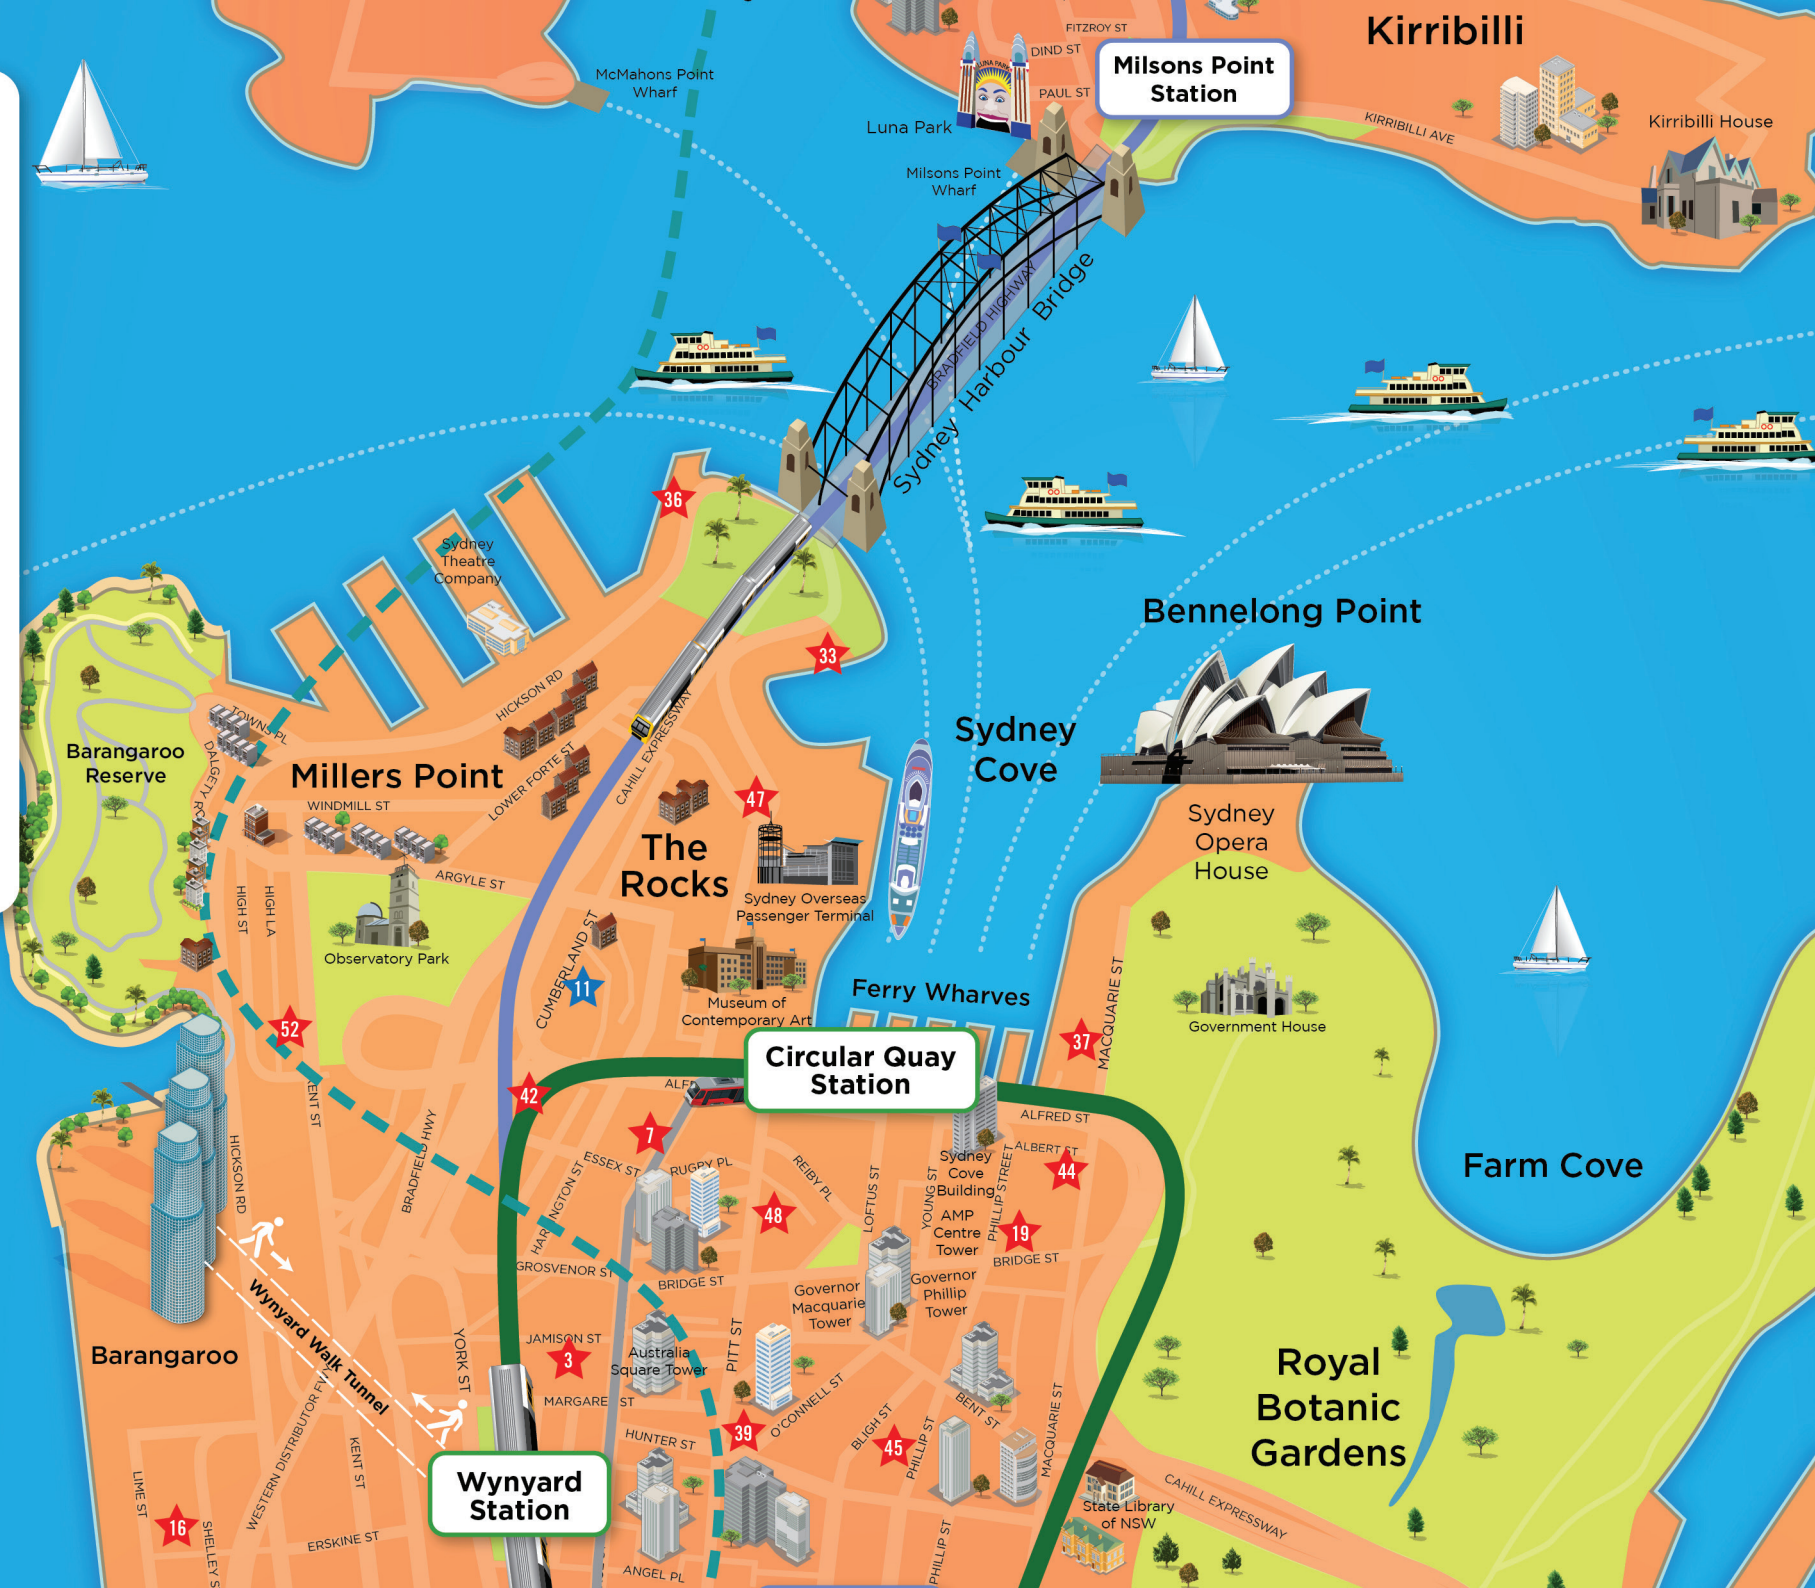 Kirribilli
FITZROY ST
DIND ST
LUNA PARK
Milsons Point
Station
McMahons Point
Wharf
PAUL ST
Luna Park
KIRRIBILLI AVE
Kirribilli House
Milsons Point
Wharf
BRADFIELD HIGHWAY
Sydney Harbour Bridge
36
Sydney
Theatre
Company
Bennelong Point
33
HICKSON RD
CAHILL EXPRESSWAY
TOWNS PL
Barangaroo
Reserve
DALGETY RD
Millers Point
LOWER FORTE ST
WINDMILL ST
Sydney
Cove
47
The
Rocks
Sydney
Opera
House
ARGYLE ST
HIGH ST
HIGH LA
Sydney Overseas
Passenger Terminal
Observatory Park
CUMBERLAND ST
11
Museum of
Contemporary Art
Ferry Wharves
MACQUARIE ST
Government House
52
37
Circular Quay
Station
42
ALF
KENT ST
7
ALFRED ST
ALBERT ST
BRADFIELD HWY
HICKSON RD
ESSEX ST
RUGBY PL
HARRINGTON ST
REIBY PL
LOFTUS ST
YOUNG ST
Sydney
Cove
Building
PHILLIP STREET
44
Farm Cove
48
AMP
Centre
Tower
19
GROSVENOR ST
BRIDGE ST
BRIDGE ST
Governor
Macquarie
Tower
Governor
Phillip
Tower
Wynyard Walk Tunnel
Barangaroo
YORK ST
JAMISON ST
3
Australia
Square Tower
PITT ST
MARGARET ST
O'CONNELL ST
BENT ST
BLIGH ST
PHILLIP ST
MACQUARIE ST
Royal
Botanic
Gardens
WESTERN DISTRIBUTOR FWY
KENT ST
HUNTER ST
39
45
LIME ST
Wynyard
Station
State Library
of NSW
CAHILL EXPRESSWAY
16
SHELLEY S
ERSKINE ST
ANGEL PL
PHILLIP ST